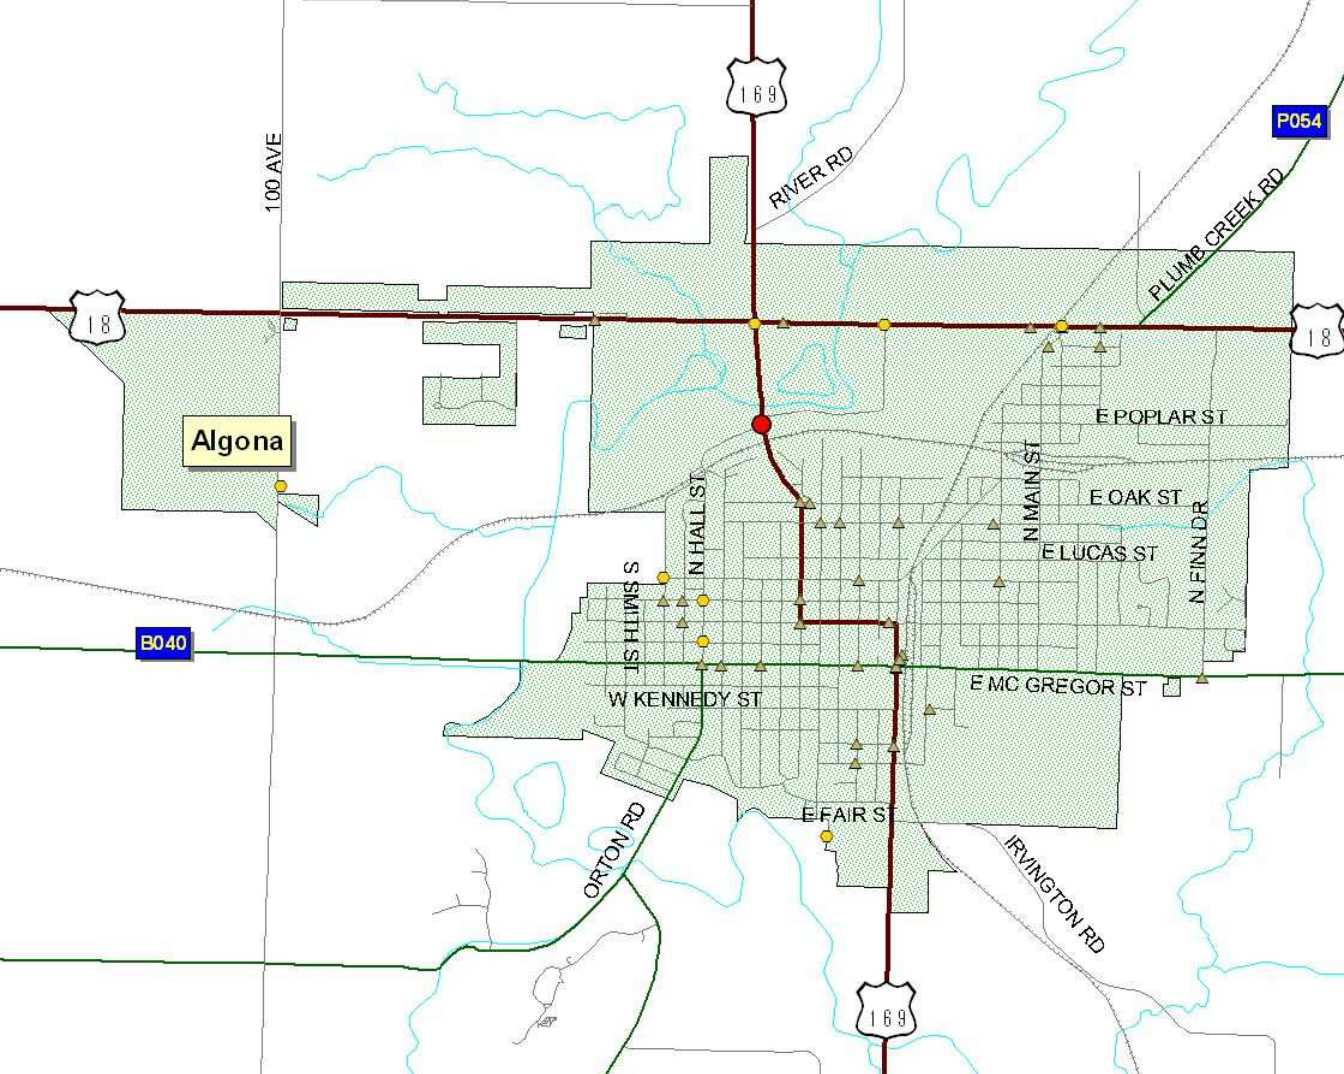 169
P054
RIVER RD
100 AVE
PLUMB CREEK RD
18
18
Algona
E POPLAR ST
N MAIN ST
N HALL ST
E OAK ST
N FINN DR
E LUCAS ST
S SMITH ST
B040
E MC GREGOR ST
W KENNEDY ST
E FAIR ST
ORTON RD
IRVINGTON RD
169